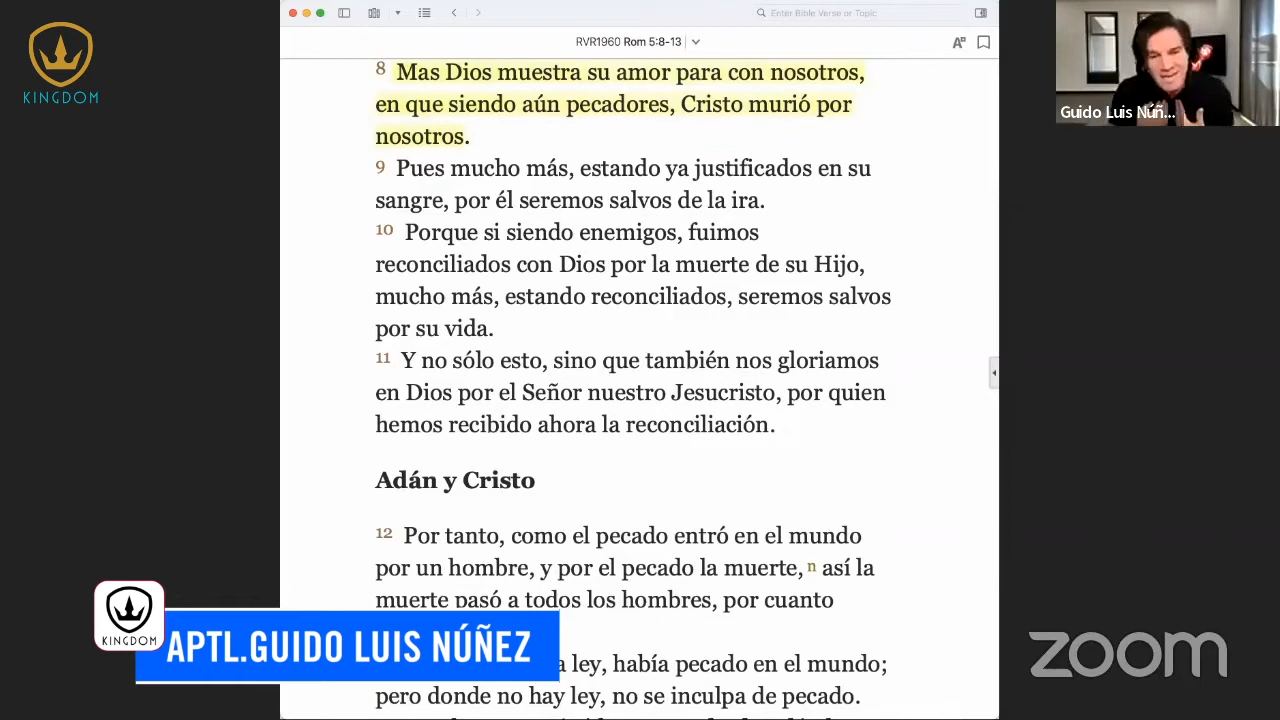 KINGDOM
Enter Bible Verse or Topic
RVR1960 Rom 5:8-13
8 Mas Dios muestra su amor para con nosotros,
en que siendo aún pecadores, Cristo murió por
nosotros.
9 Pues mucho más, estando ya justificados en su
sangre, por él seremos salvos de la ira.
10 Porque si siendo enemigos, fuimos
reconciliados con Dios por la muerte de su Hijo,
mucho más, estando reconciliados, seremos salvos
por su vida.
11 Y no sólo esto, sino que también nos gloriamos
en Dios por el Señor nuestro Jesucristo, por quien
hemos recibido ahora la reconciliación.
Adán y Cristo
12 Por tanto, como el pecado entró en el mundo
por un hombre, y por el pecado la muerte, n así la
muerte pasó a todos los hombres, por cuanto
a ley, había pecado en el mundo;
pero donde no hay ley, no se inculpa de pecado.
Guido Luis Núñ...
KINGDOM
APTL.GUIDO LUIS NÚÑEZ
zoom